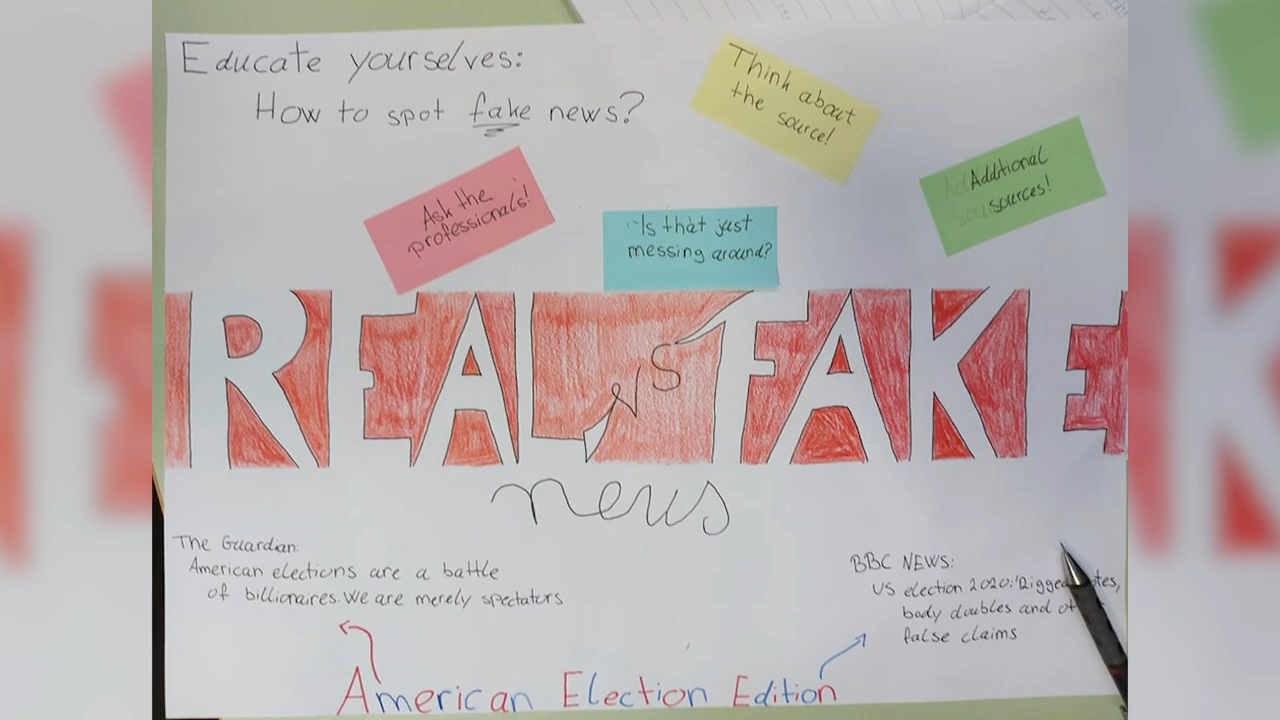 Educate yourselves:
How to spot fake news?
Think about
the source!
Additional
sources!
Ask the
professionals!
Is that just
messing around?
REAL VS FAKE
news
The Guardian:
American elections are a battle
of billionaires. We are merely spectators
BBC NEWS:
US election 2020: 'Rigged
body doubles and
false claims
American Election Edition